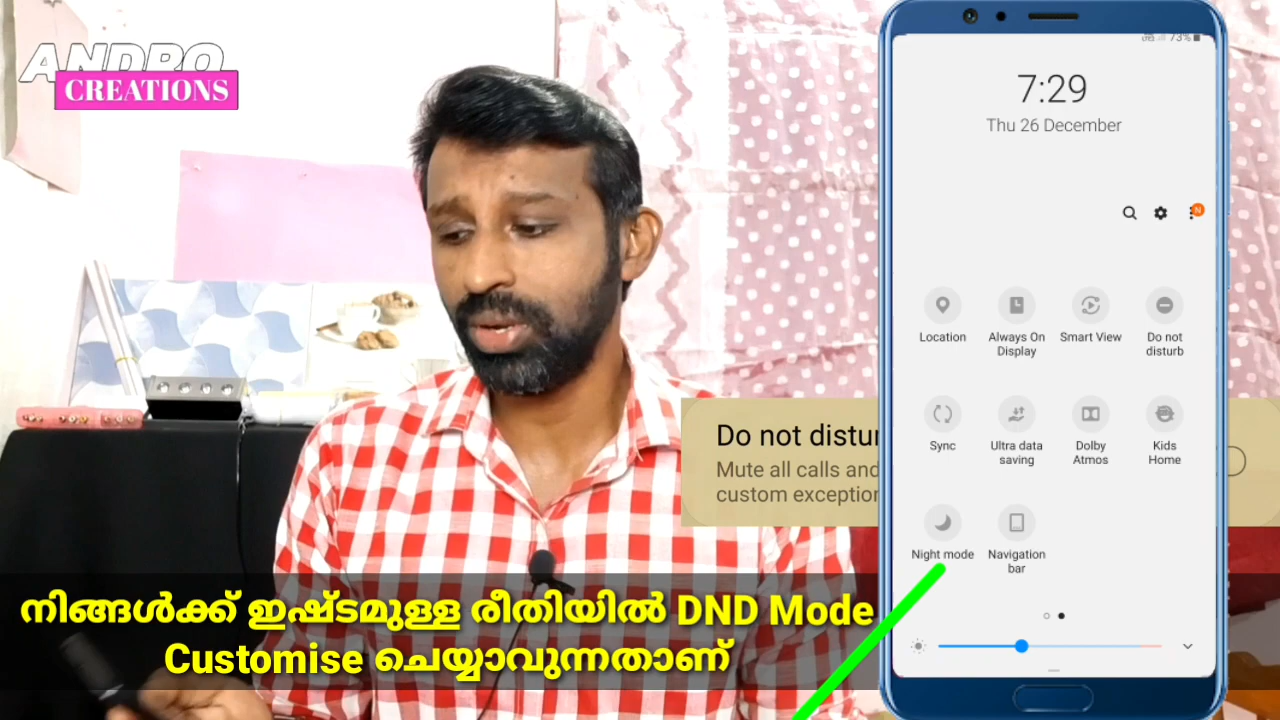 ANDRO
CREATIONS
73%
7:29
Thu 26 December
N
Location
Always On
Display
Smart View
Do not
disturb
Sync
Ultra data
saving
Dolby
Atmos
Kids
Home
Night mode
Navigation
bar
Do not distur
Mute all calls and
custom exception
നിങ്ങൾക്ക് ഇഷ്ടമുള്ള രീതിയിൽ DND Mode
Customise ചെയ്യാവുന്നതാണ്